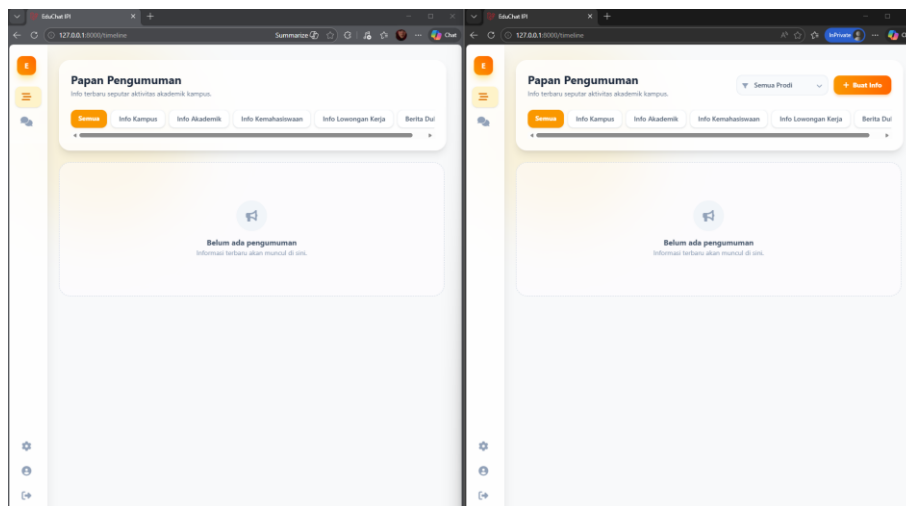 EduChat IPI
127.0.0.1:8000/timeline
Summarize
Chat
E
Papan Pengumuman
Info terbaru seputar aktivitas akademik kampus.
Semua
Info Kampus
Info Akademik
Info Kemahasiswaan
Info Lowongan Kerja
Berita Dul
Belum ada pengumuman
Informasi terbaru akan muncul di sini.
EduChat IPI
127.0.0.1:8000/timeline
InPrivate
E
Papan Pengumuman
Info terbaru seputar aktivitas akademik kampus.
Semua Prodi
+ Buat Info
Semua
Info Kampus
Info Akademik
Info Kemahasiswaan
Info Lowongan Kerja
Berita Dul
Belum ada pengumuman
Informasi terbaru akan muncul di sini.